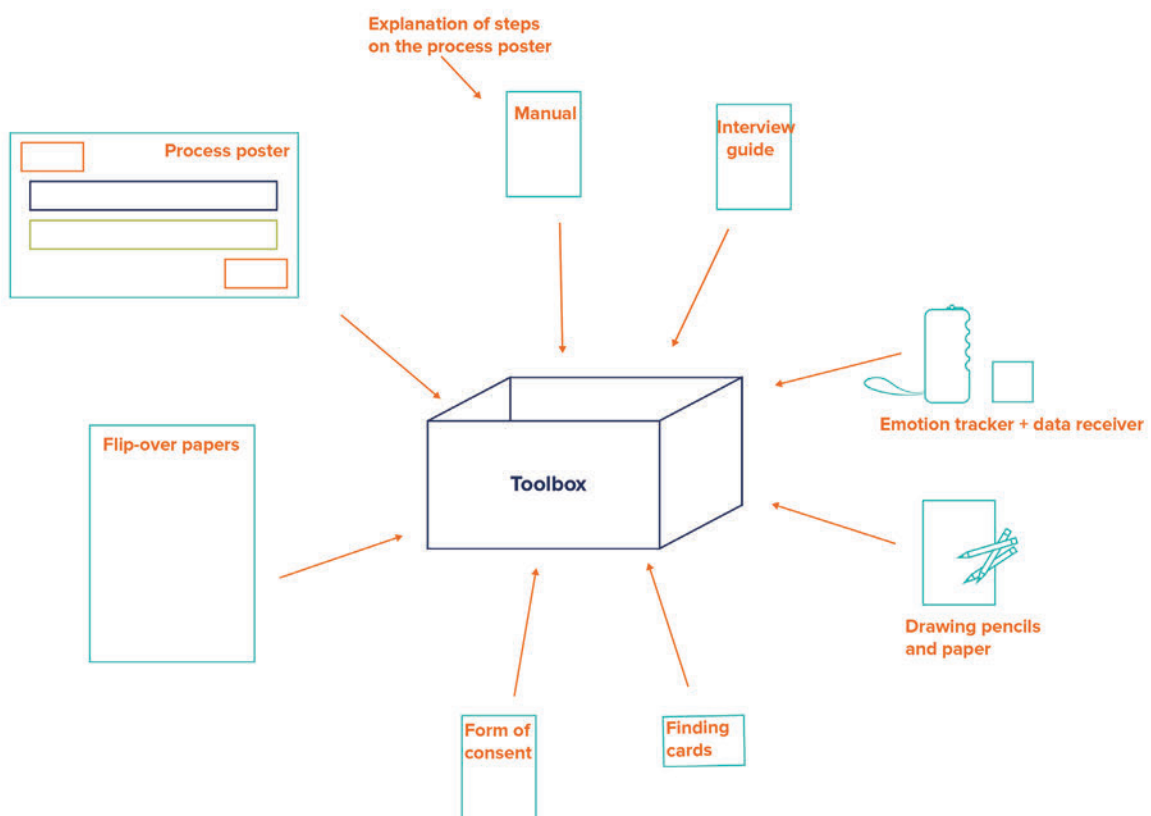 Explanation of steps
on the process poster
Manual
Interview
guide
Process poster
Emotion tracker + data receiver
Flip-over papers
Toolbox
Drawing pencils
and paper
Form of
consent
Finding
cards